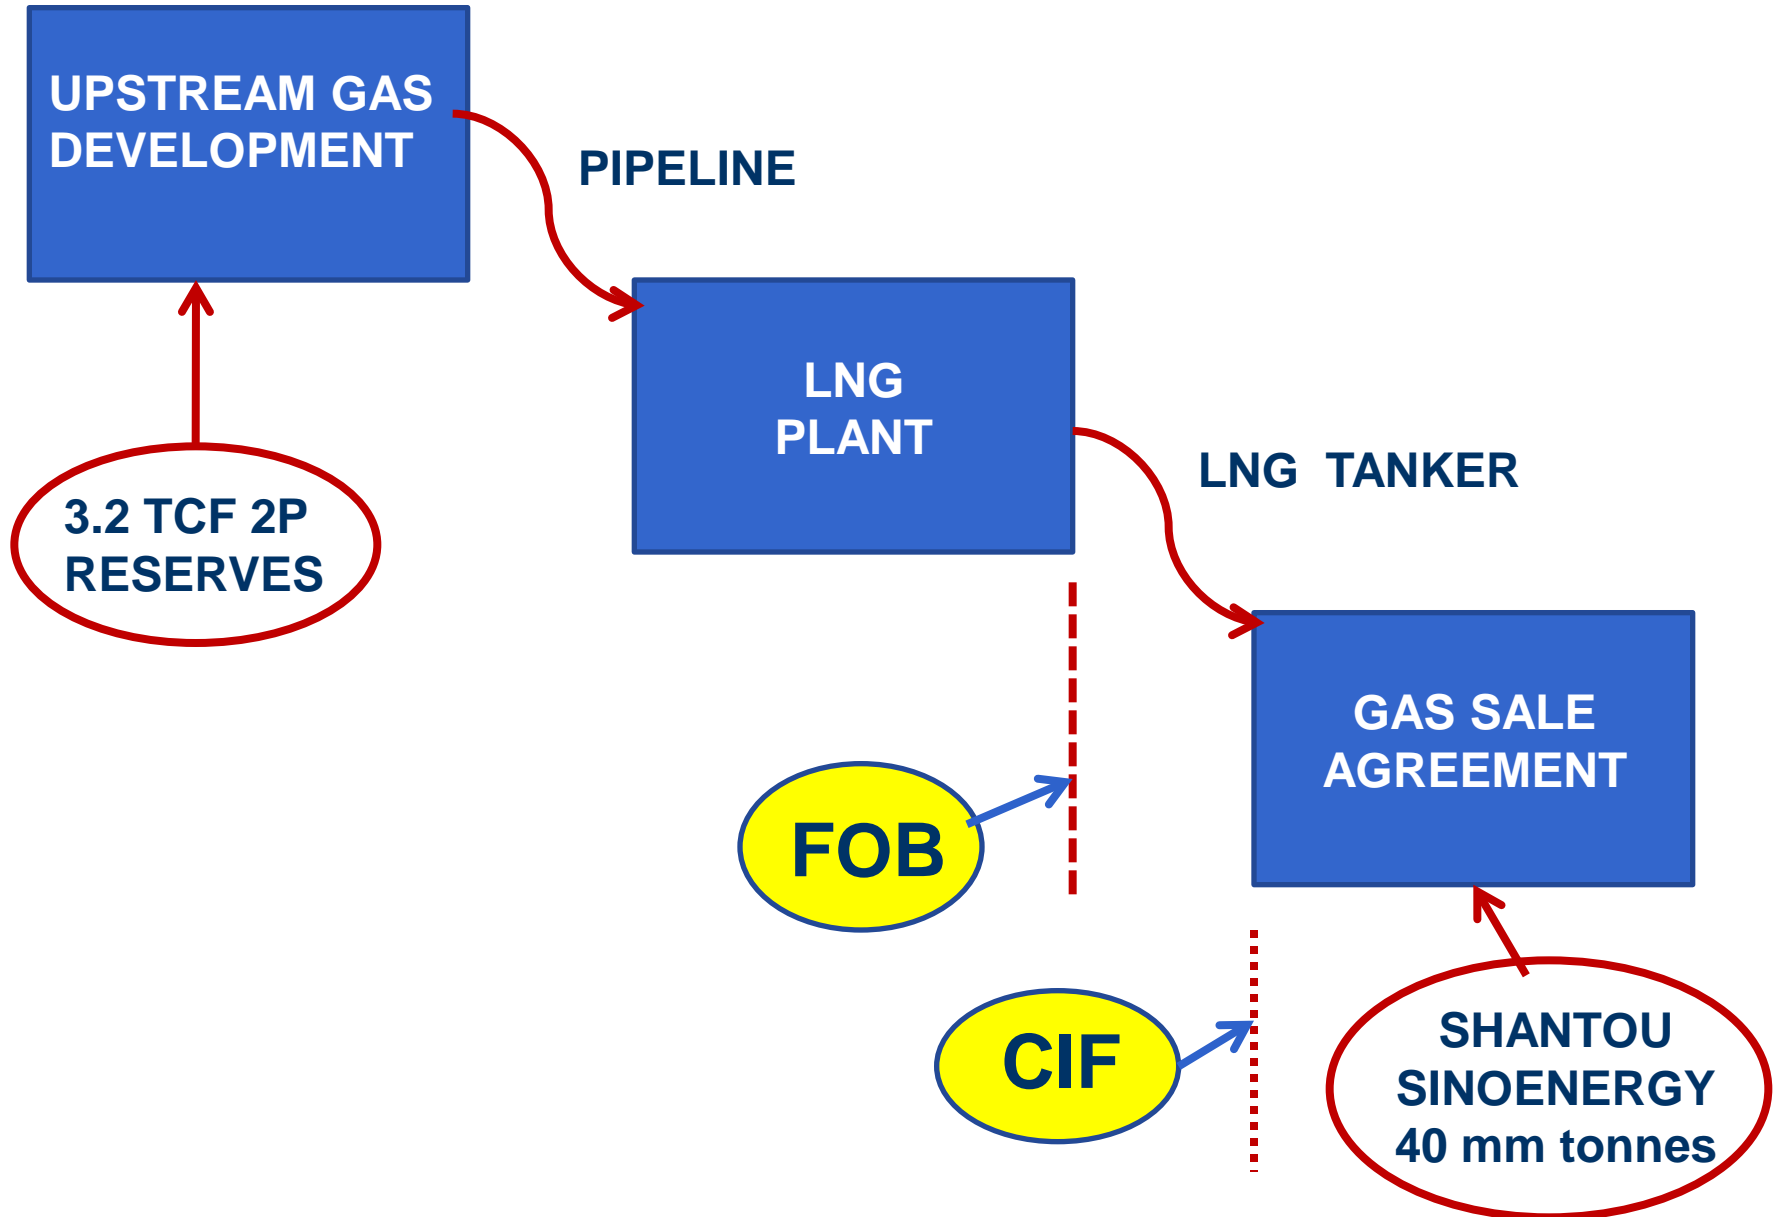 UPSTREAM GAS
DEVELOPMENT
PIPELINE
LNG
PLANT
LNG TANKER
3.2 TCF 2P
RESERVES
GAS SALE
AGREEMENT
FOB
CIF
SHANTOU
SINOENERGY
40 mm tonnes